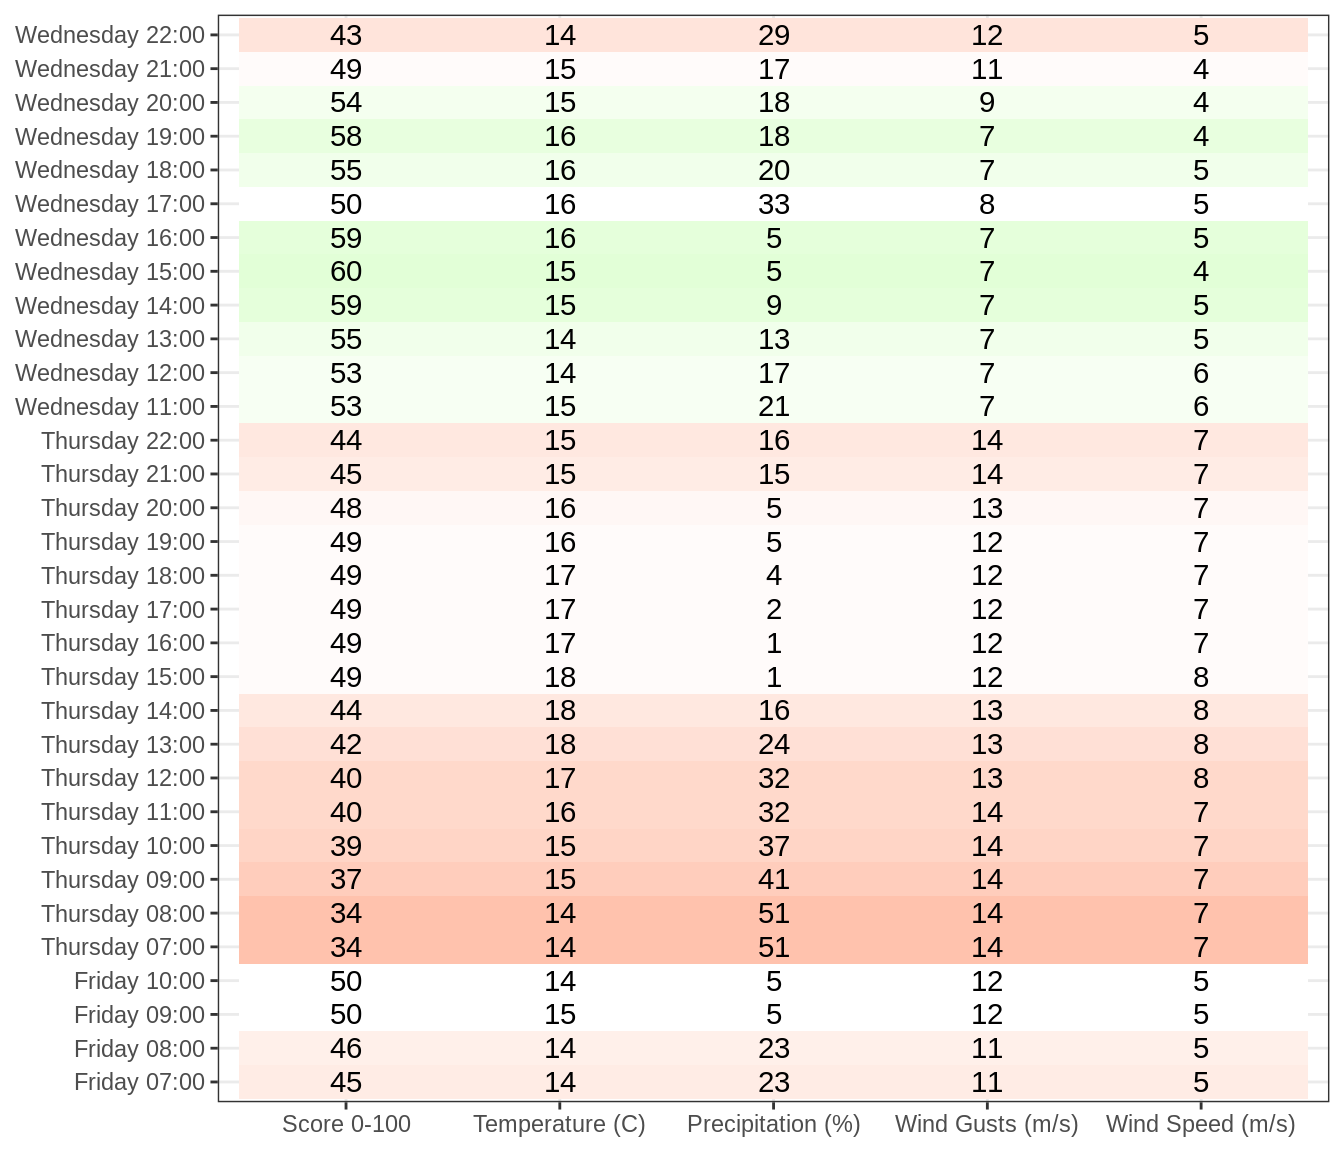 Wednesday 22:00 43 14 29 12 5
Wednesday 21:00 49 15 17 11 4
Wednesday 20:00 54 15 18 9 4
Wednesday 19:00 58 16 18 7 4
Wednesday 18:00 55 16 20 7 5
Wednesday 17:00 50 16 33 8 5
Wednesday 16:00 59 16 5 7 5
Wednesday 15:00 60 15 5 7 4
Wednesday 14:00 59 15 9 7 5
Wednesday 13:00 55 14 13 7 5
Wednesday 12:00 53 14 17 7 6
Wednesday 11:00 53 15 21 7 6
Thursday 22:00 44 15 16 14 7
Thursday 21:00 45 15 15 14 7
Thursday 20:00 48 16 5 13 7
Thursday 19:00 49 16 5 12 7
Thursday 18:00 49 17 4 12 7
Thursday 17:00 49 17 2 12 7
Thursday 16:00 49 17 1 12 7
Thursday 15:00 49 18 1 12 8
Thursday 14:00 44 18 16 13 8
Thursday 13:00 42 18 24 13 8
Thursday 12:00 40 17 32 13 8
Thursday 11:00 40 16 32 14 7
Thursday 10:00 39 15 37 14 7
Thursday 09:00 37 15 41 14 7
Thursday 08:00 34 14 51 14 7
Thursday 07:00 34 14 51 14 7
Friday 10:00 50 14 5 12 5
Friday 09:00 50 15 5 12 5
Friday 08:00 46 14 23 11 5
Friday 07:00 45 14 23 11 5
Score 0-100 Temperature (C) Precipitation (%) Wind Gusts (m/s) Wind Speed (m/s)